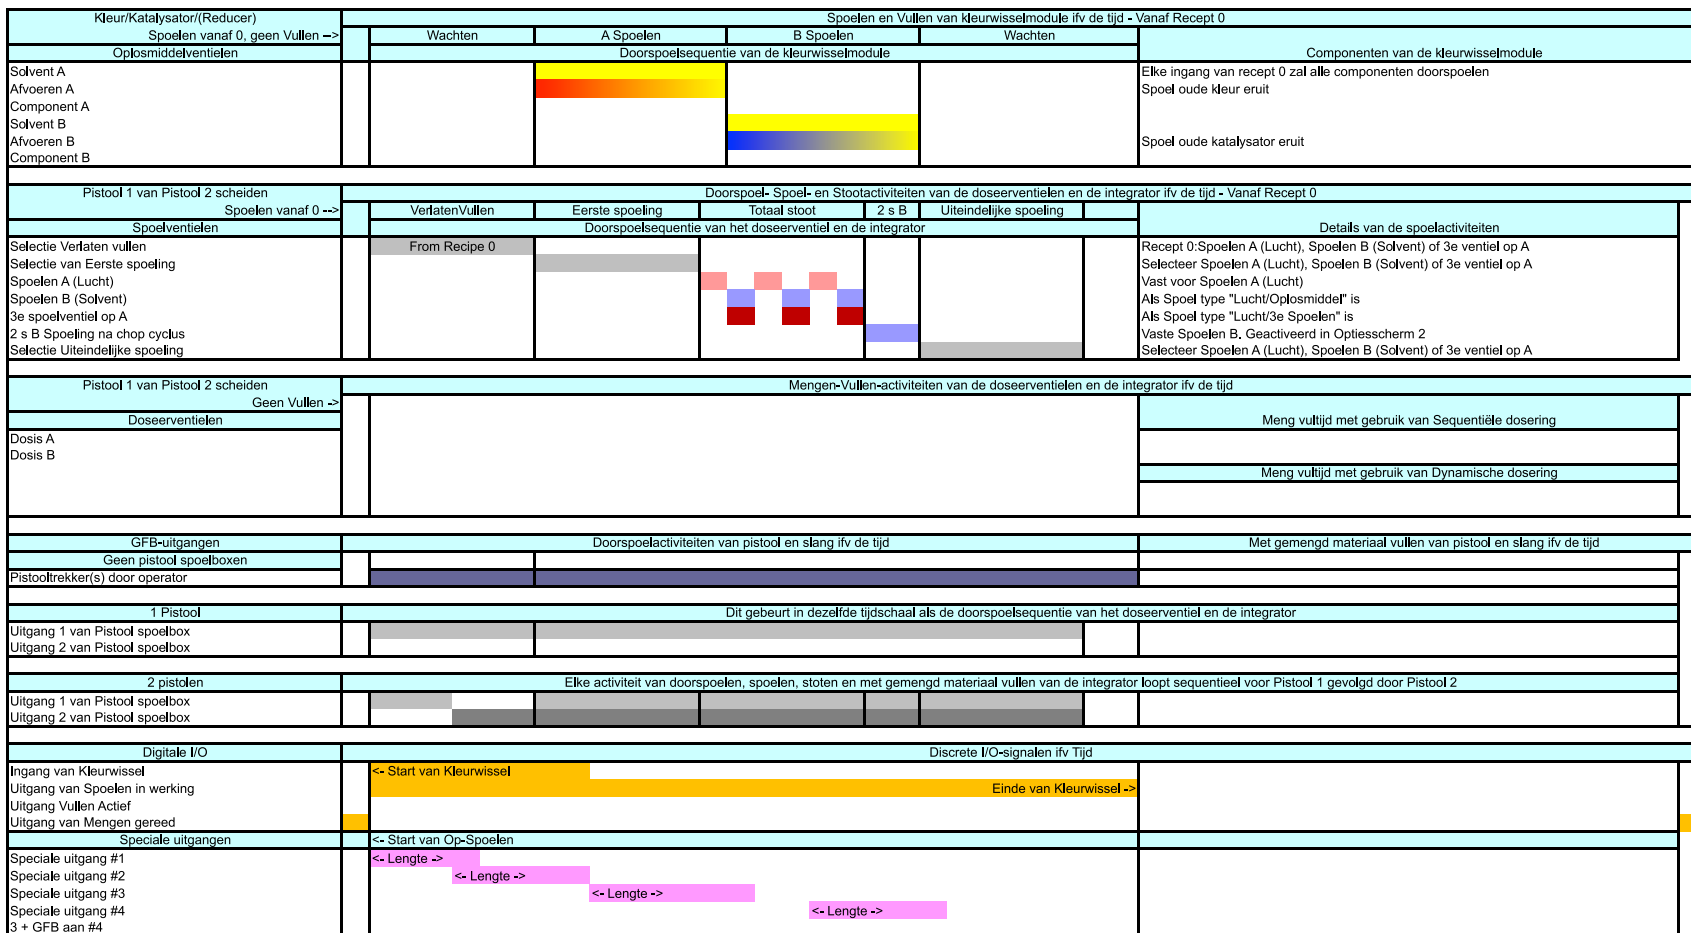 Kleur/Katalysator/(Reducer)
Spoelen en Vullen van kleurwisselmodule ifv de tijd - Vanaf Recept 0
Spoelen vanaf 0, geen Vullen –>
Wachten
A Spoelen
B Spoelen
Wachten
Oplosmiddelventielen
Doorspoelsequentie van de kleurwisselmodule
Componenten van de kleurwisselmodule
Solvent A
Elke ingang van recept 0 zal alle componenten doorspoelen
Afvoeren A
Spoel oude kleur eruit
Component A
Solvent B
Afvoeren B
Spoel oude katalysator eruit
Component B
Pistool 1 van Pistool 2 scheiden
Doorspoel- Spoel- en Stootactiviteiten van de doseerventielen en de integrator ifv de tijd - Vanaf Recept 0
Spoelen vanaf 0 -->
VerlatenVullen
Eerste spoeling
Totaal stoot
2 s B
Uiteindelijke spoeling
Spoelventielen
Doorspoelsequentie van het doseerventiel en de integrator
Details van de spoelactiviteiten
Selectie Verlaten vullen
From Recipe 0
Recept 0:Spoelen A (Lucht), Spoelen B (Solvent) of 3e ventiel op A
Selectie van Eerste spoeling
Selecteer Spoelen A (Lucht), Spoelen B (Solvent) of 3e ventiel op A
Spoelen A (Lucht)
Vast voor Spoelen A (Lucht)
Spoelen B (Solvent)
Als Spoel type "Lucht/Oplosmiddel" is
3e spoelventiel op A
Als Spoel type "Lucht/3e Spoelen" is
2 s B Spoeling na chop cyclus
Vaste Spoelen B. Geactiveerd in Optiesscherm 2
Selectie Uiteindelijke spoeling
Selecteer Spoelen A (Lucht), Spoelen B (Solvent) of 3e ventiel op A
Pistool 1 van Pistool 2 scheiden
Mengen-Vullen-activiteiten van de doseerventielen en de integrator ifv de tijd
Geen Vullen ->
Doseerventielen
Meng vultijd met gebruik van Sequentiële dosering
Dosis A
Dosis B
Meng vultijd met gebruik van Dynamische dosering
GFB-uitgangen
Doorspoelactiviteiten van pistool en slang ifv de tijd
Met gemengd materiaal vullen van pistool en slang ifv de tijd
Geen pistool spoelboxen
Pistooltrekker(s) door operator
1 Pistool
Dit gebeurt in dezelfde tijdschaal als de doorspoelsequentie van het doseerventiel en de integrator
Uitgang 1 van Pistool spoelbox
Uitgang 2 van Pistool spoelbox
2 pistolen
Elke activiteit van doorspoelen, spoelen, stoten en met gemengd materiaal vullen van de integrator loopt sequentieel voor Pistool 1 gevolgd door Pistool 2
Uitgang 1 van Pistool spoelbox
Uitgang 2 van Pistool spoelbox
Digitale I/O
Discrete I/O-signalen ifv Tijd
Ingang van Kleurwissel
<- Start van Kleurwissel
Uitgang van Spoelen in werking
Einde van Kleurwissel ->
Uitgang Vullen Actief
Uitgang van Mengen gereed
Speciale uitgangen
<- Start van Op-Spoelen
Speciale uitgang #1
<- Lengte ->
Speciale uitgang #2
<- Lengte ->
Speciale uitgang #3
<- Lengte ->
Speciale uitgang #4
<- Lengte ->
3 + GFB aan #4